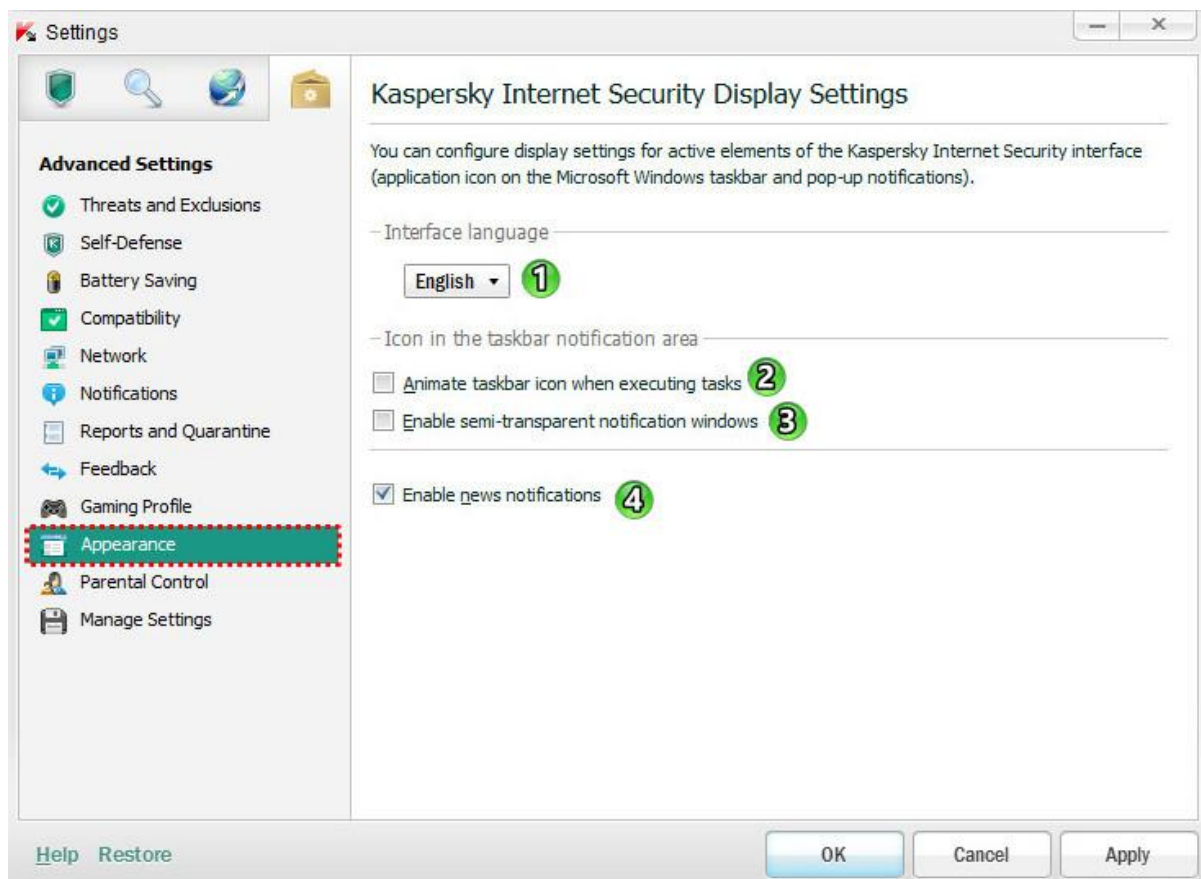 Settings
Kaspersky Internet Security Display Settings
You can configure display settings for active elements of the Kaspersky Internet Security interface
(application icon on the Microsoft Windows taskbar and pop-up notifications).
Advanced Settings
Threats and Exclusions
Self-Defense
Battery Saving
Compatibility
Network
Notifications
Reports and Quarantine
Feedback
Gaming Profile
Appearance
Parental Control
Manage Settings
Interface language
English 1
Icon in the taskbar notification area
Animate taskbar icon when executing tasks 2
Enable semi-transparent notification windows 3
Enable news notifications 4
Help Restore
OK Cancel Apply